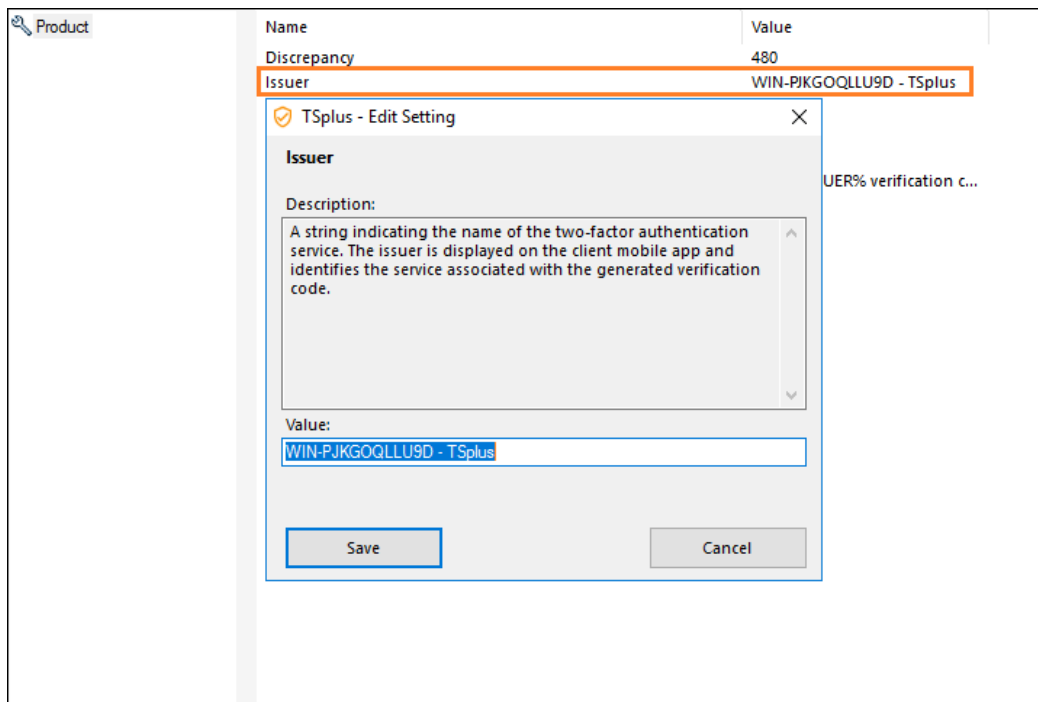 Product
Name Value
Discrepancy 480
Issuer WIN-PJKGOQLLU9D - TSplus
TSplus - Edit Setting
Issuer
UER% verification c...
Description:
A string indicating the name of the two-factor authentication
service. The issuer is displayed on the client mobile app and
identifies the service associated with the generated verification
code.
Value:
WIN-PJKGOQLLU9D - TSplus
Save Cancel